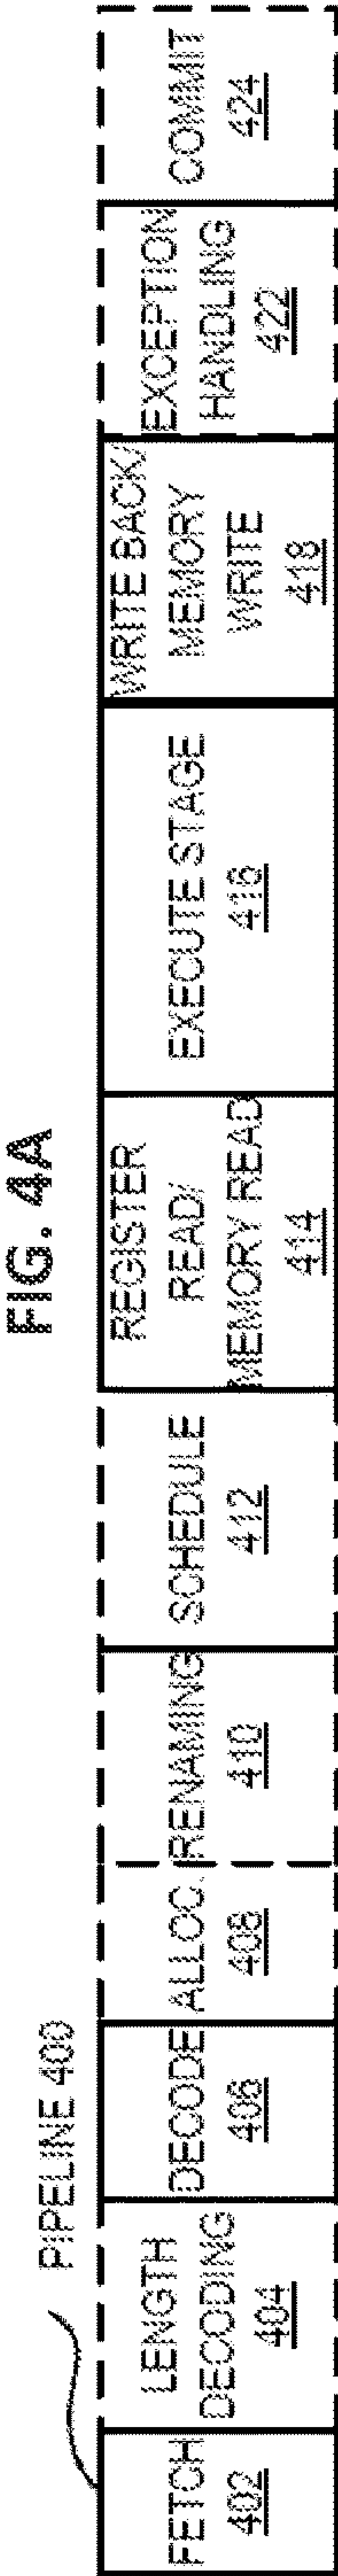 FIG. 4A
PIPELINE 400
FETCH
402
LENGTH
DECODING
404
DECODE
406
ALLOC.
408
RENAMING
410
SCHEDULE
412
REGISTER
READ/
MEMORY READ
414
EXECUTE STAGE
416
WRITE BACK/
MEMORY
WRITE
418
EXCEPTION
HANDLING
422
COMMIT
424